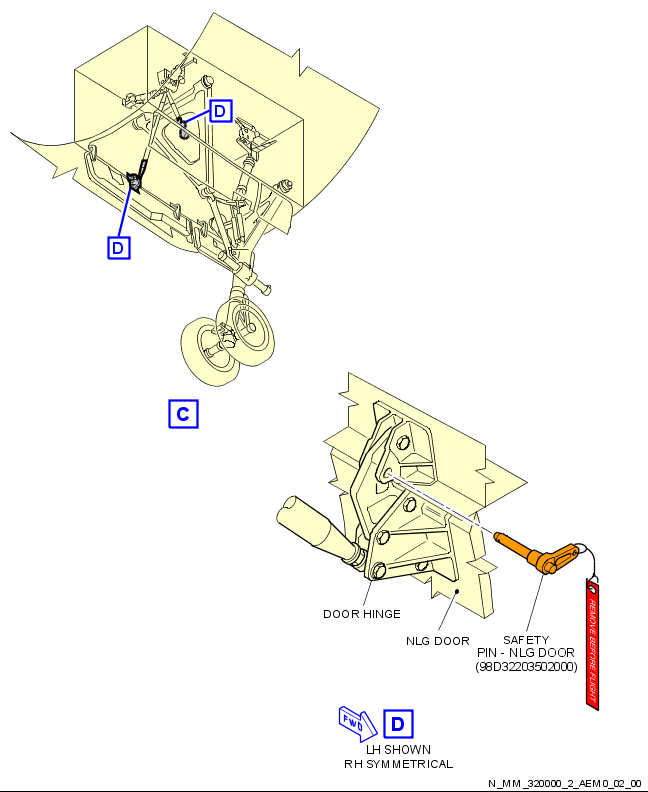 D
D
C
DOOR HINGE
NLG DOOR
SAFETY
PIN - NLG DOOR
(98D32203502000)
REMOVE BEFORE FLIGHT
FWD
D
LH SHOWN
RH SYMMETRICAL
N_MM_320000_2_AEM0_02_00